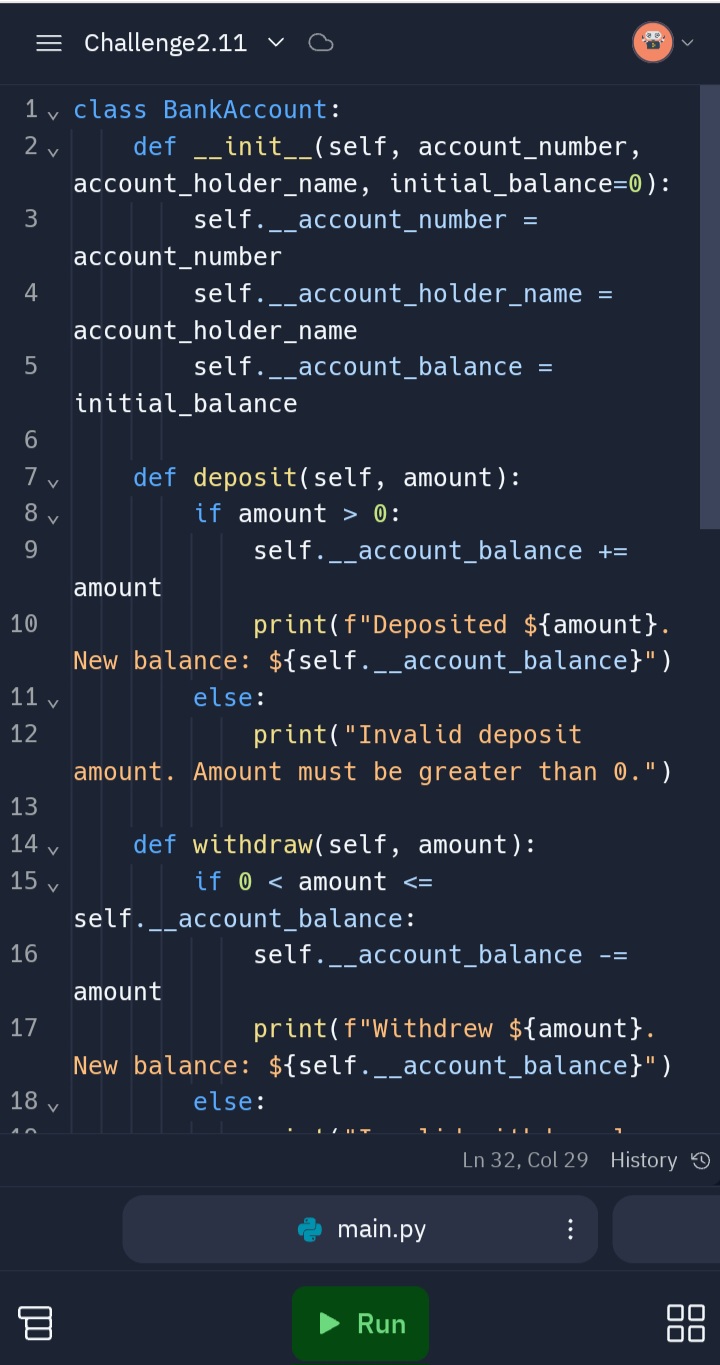 Challenge2.11
1 class BankAccount:
2     def __init__(self, account_number,
account_holder_name, initial_balance=0):
3         self.__account_number =
account_number
4         self.__account_holder_name =
account_holder_name
5         self.__account_balance =
initial_balance
6
7     def deposit(self, amount):
8         if amount > 0:
9             self.__account_balance +=
amount
10             print(f"Deposited ${amount}.
New balance: ${self.__account_balance}")
11         else:
12             print("Invalid deposit
amount. Amount must be greater than 0.")
13
14     def withdraw(self, amount):
15         if 0 < amount <=
self.__account_balance:
16             self.__account_balance -=
amount
17             print(f"Withdrew ${amount}.
New balance: ${self.__account_balance}")
18         else:
Ln 32, Col 29 History
main.py
Run